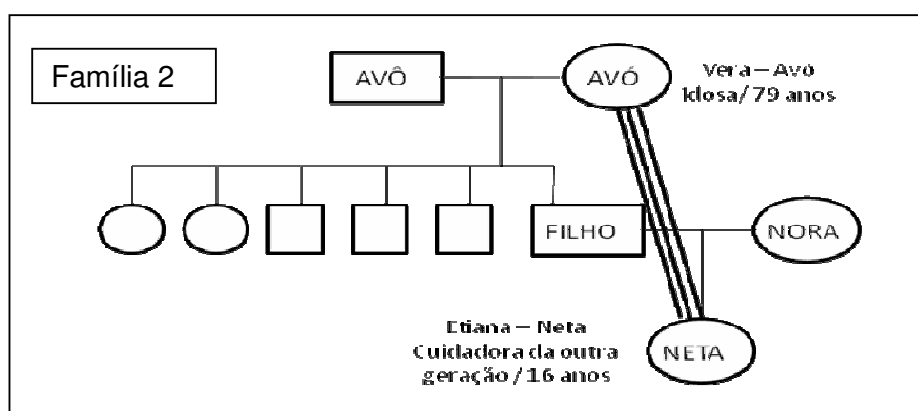 Família 2
AVÔ
AVÓ
Vera – Avó
Idosa/ 79 anos
FILHO
NORA
Etiana – Neta
Cuidadora da outra
geração / 16 anos
NETA